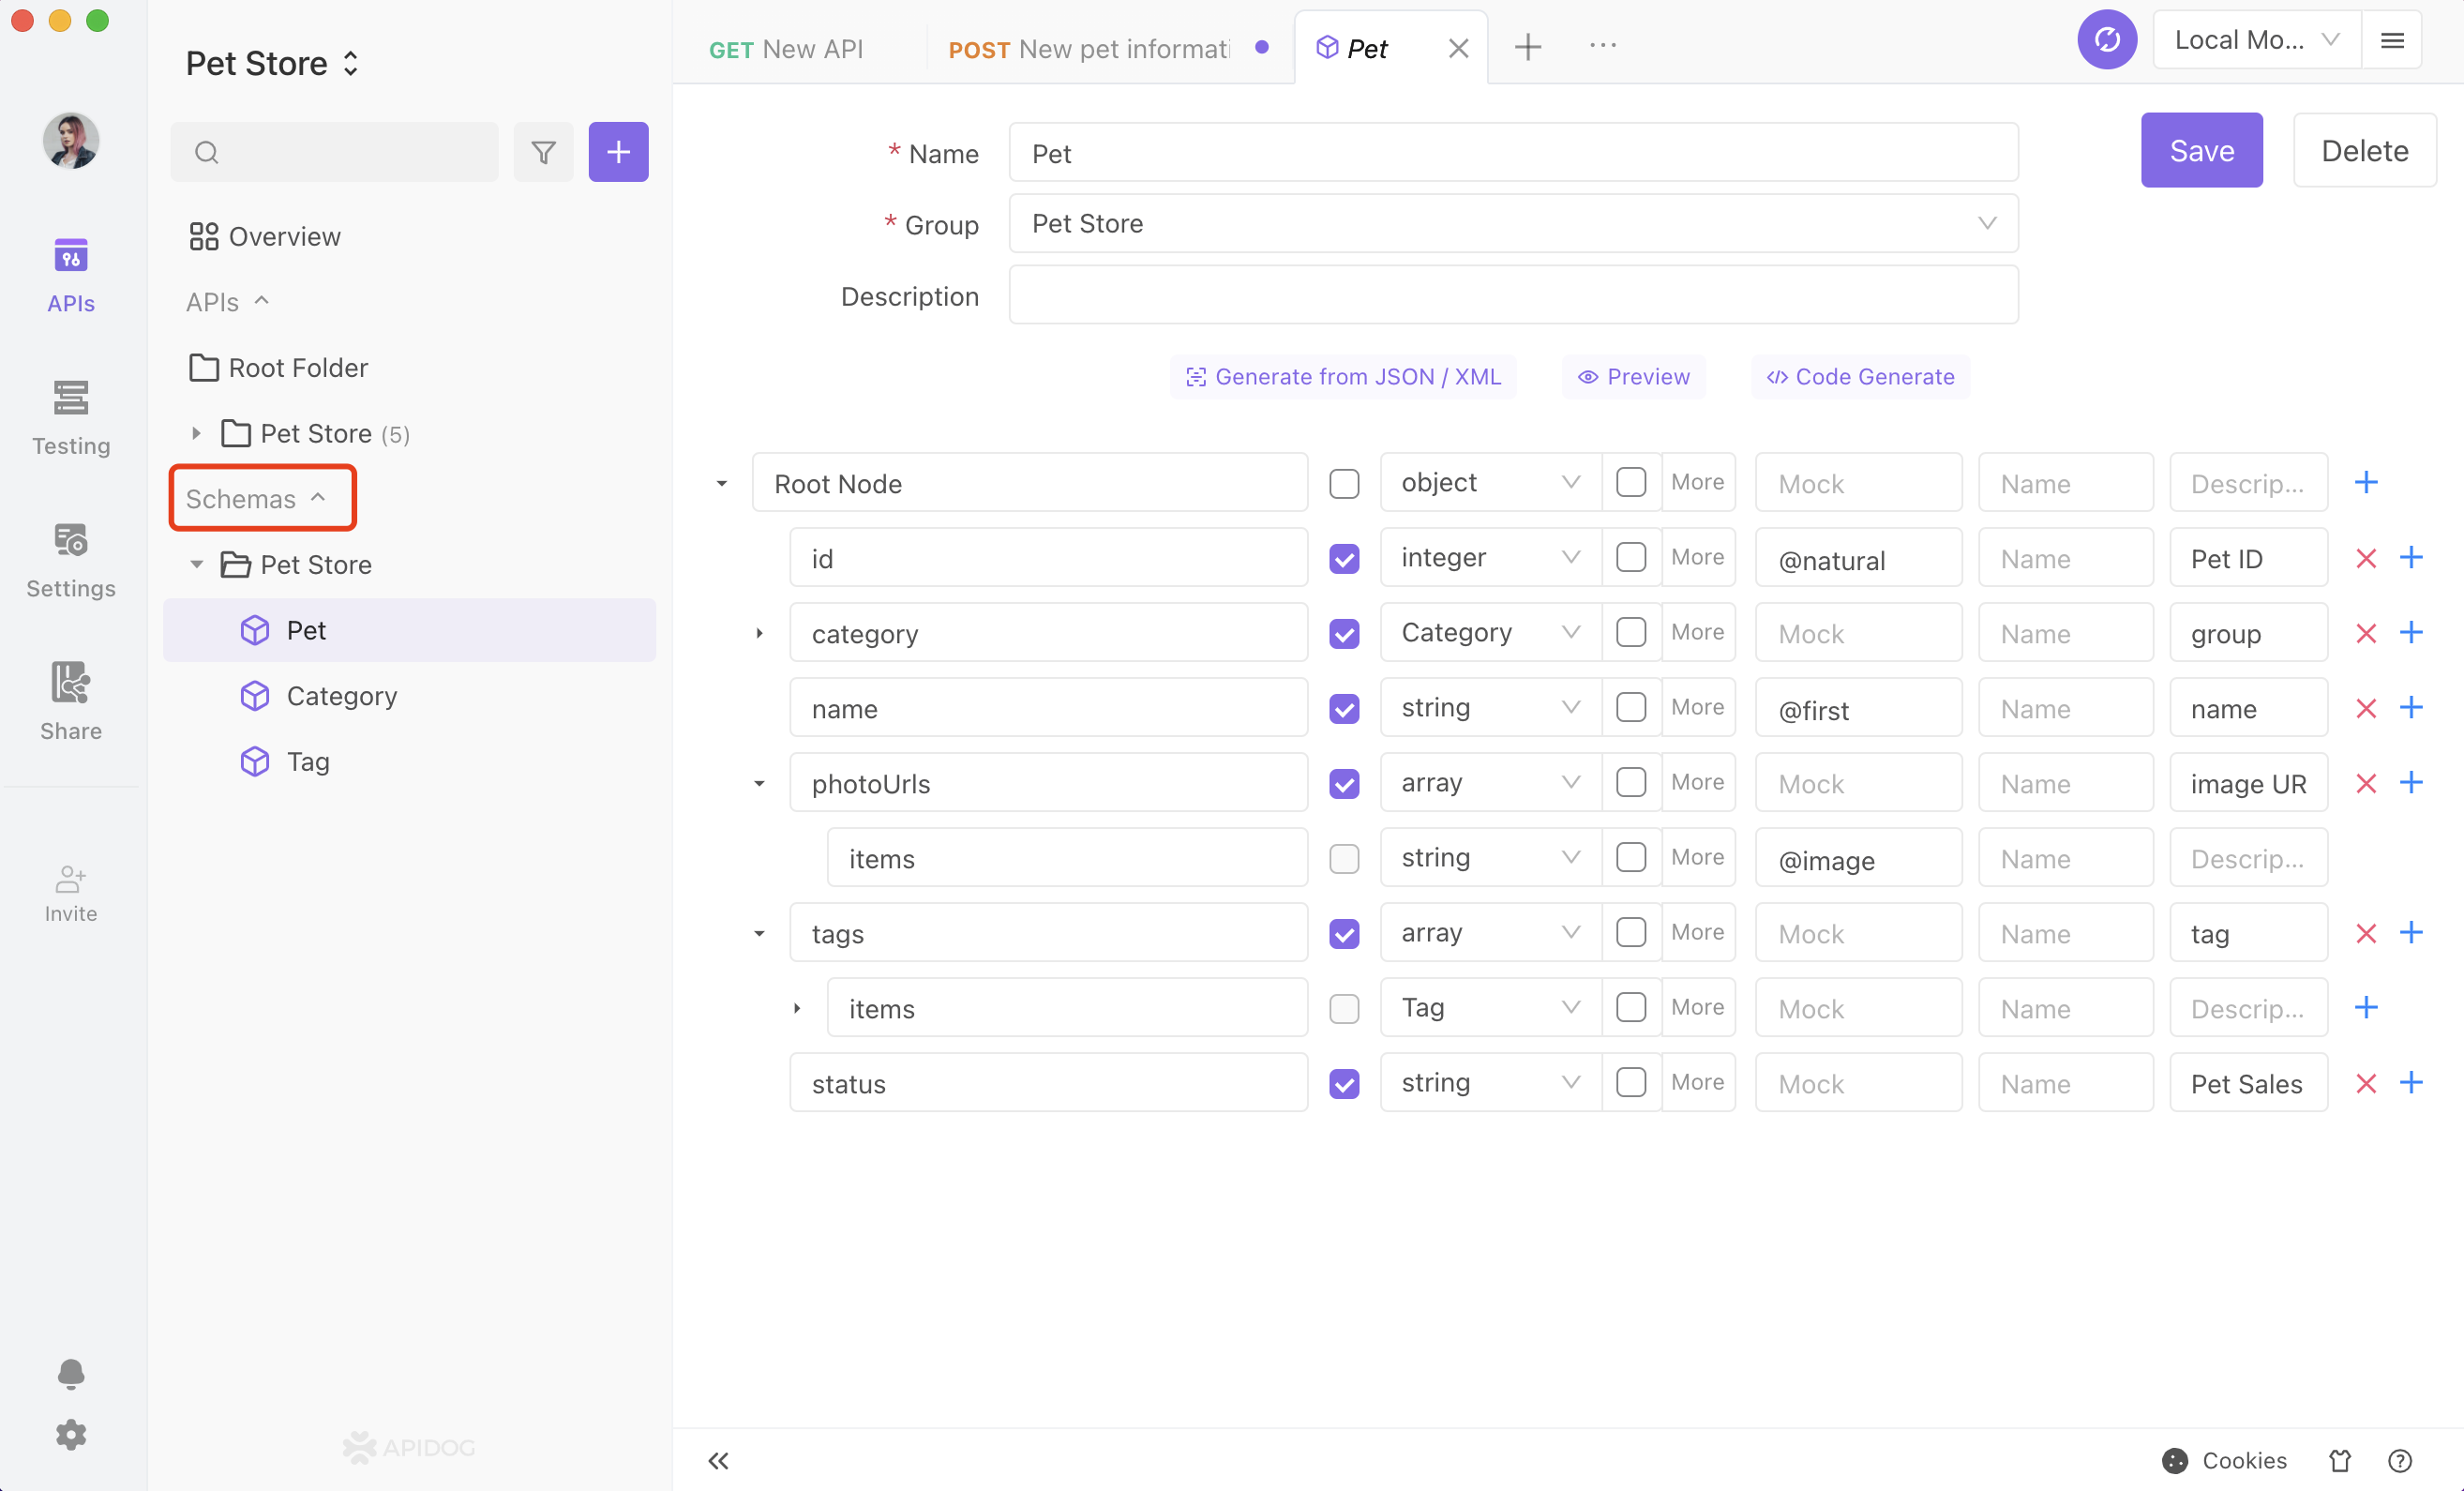 Pet Store
GET New API
POST New pet informati
Pet
Local Mo...
APIs
Testing
Settings
Share
Invite
Overview
APIs
Root Folder
Pet Store (5)
Schemas
Pet Store
Pet
Category
Tag
APIDOG
* Name Pet
Save Delete
* Group Pet Store
Description
Generate from JSON / XML Preview Code Generate
Root Node object More Mock Name Descrip...
id integer More @natural Name Pet ID
category Category More Mock Name group
name string More @first Name name
photoUrls array More Mock Name image UR
items string More @image Name Descrip...
tags array More Mock Name tag
items Tag More Mock Name Descrip...
status string More Mock Name Pet Sales
Cookies